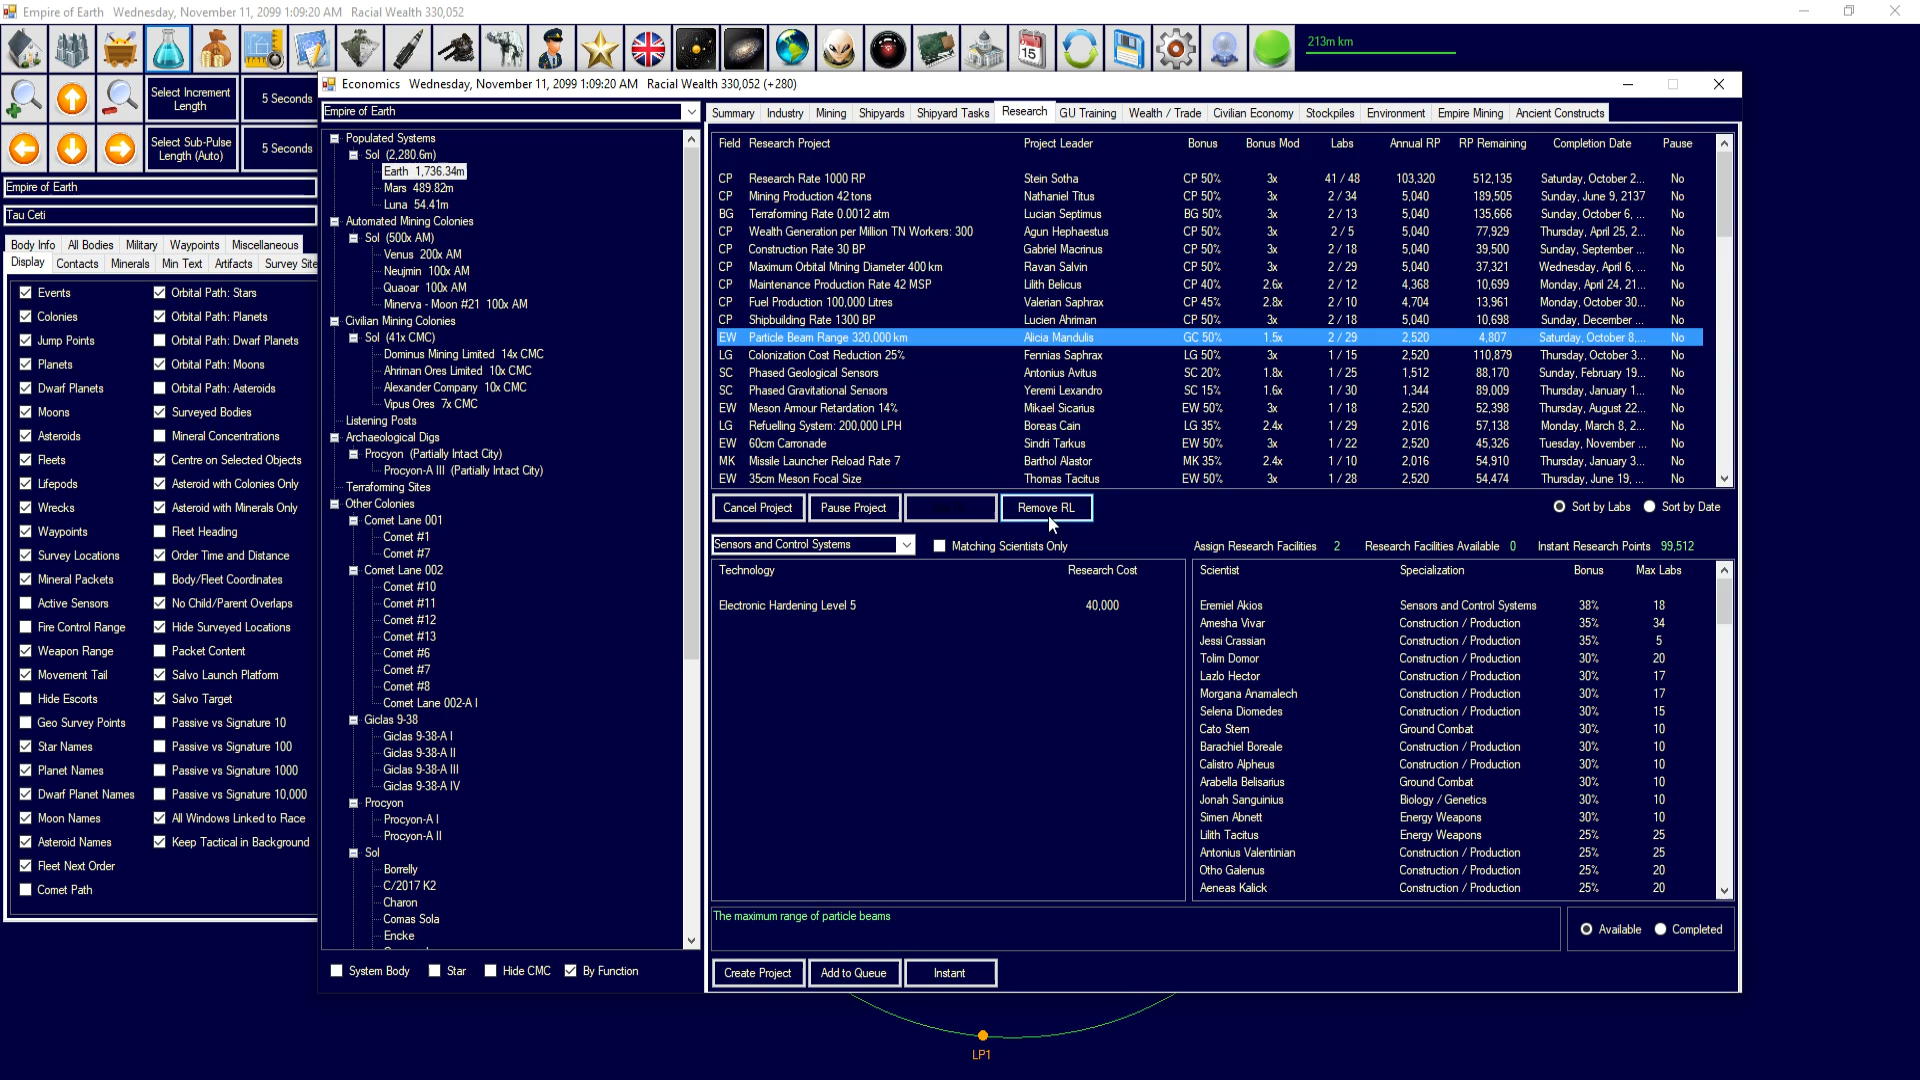 Empire of Earth   Wednesday, November 11, 2099 1:09:20 AM   Racial Wealth 330,052
15
213m km
Select Increment Length
5 Seconds
Select Sub-Pulse Length (Auto)
5 Seconds
Empire of Earth
Tau Ceti
Body Info   All Bodies   Military   Waypoints   Miscellaneous
Display   Contacts   Minerals   Min Text   Artifacts   Survey Site
Events   Orbital Path: Stars
Colonies   Orbital Path: Planets
Jump Points   Orbital Path: Dwarf Planets
Planets   Orbital Path: Moons
Dwarf Planets   Orbital Path: Asteroids
Moons   Surveyed Bodies
Asteroids   Mineral Concentrations
Fleets   Centre on Selected Objects
Lifepods   Asteroid with Colonies Only
Wrecks   Asteroid with Minerals Only
Waypoints   Fleet Heading
Survey Locations   Order Time and Distance
Mineral Packets   Body/Fleet Coordinates
Active Sensors   No Child/Parent Overlaps
Fire Control Range   Hide Surveyed Locations
Weapon Range   Packet Content
Movement Tail   Salvo Launch Platform
Hide Escorts   Salvo Target
Geo Survey Points   Passive vs Signature 10
Star Names   Passive vs Signature 100
Planet Names   Passive vs Signature 1000
Dwarf Planet Names   Passive vs Signature 10,000
Moon Names   All Windows Linked to Race
Asteroid Names   Keep Tactical in Background
Fleet Next Order
Comet Path
Economics   Wednesday, November 11, 2099 1:09:20 AM   Racial Wealth 330,052 (+280)
Empire of Earth
Populated Systems
Sol (2,280.6m)
Earth 1,736.34m
Mars 489.82m
Luna 54.41m
Automated Mining Colonies
Sol (500x AM)
Venus 200x AM
Neujmin 100x AM
Quaoar 100x AM
Minerva - Moon #21 100x AM
Civilian Mining Colonies
Sol (41x CMC)
Dominus Mining Limited 14x CMC
Ahriman Ores Limited 10x CMC
Alexander Company 10x CMC
Vipus Ores 7x CMC
Listening Posts
Archaeological Digs
Procyon (Partially Intact City)
Procyon-A III (Partially Intact City)
Terraforming Sites
Other Colonies
Comet Lane 001
Comet #1
Comet #7
Comet Lane 002
Comet #10
Comet #11
Comet #12
Comet #13
Comet #6
Comet #7
Comet #8
Comet Lane 002-A I
Giclas 9-38
Giclas 9-38-A I
Giclas 9-38-A II
Giclas 9-38-A III
Giclas 9-38-A IV
Procyon
Procyon-A I
Procyon-A II
Sol
Borrelly
C/2017 K2
Charon
Comas Sola
Encke
System Body   Star   Hide CMC   By Function
Summary   Industry   Mining   Shipyards   Shipyard Tasks   Research   GU Training   Wealth / Trade   Civilian Economy   Stockpiles   Environment   Empire Mining   Ancient Constructs
Field   Research Project   Project Leader   Bonus   Bonus Mod   Labs   Annual RP   RP Remaining   Completion Date   Pause
CP   Research Rate 1000 RP   Stein Sotha   CP 50%   3x   41 / 48   103,320   512,135   Saturday, October 2...   No
CP   Mining Production 42 tons   Nathaniel Titus   CP 50%   3x   2 / 34   5,040   189,505   Sunday, June 9, 2137   No
BG   Terraforming Rate 0.0012 atm   Lucian Septimus   BG 50%   3x   2 / 13   5,040   135,666   Sunday, October 6, ...   No
CP   Wealth Generation per Million TN Workers: 300   Agun Hephaestus   CP 50%   3x   2 / 5   5,040   77,929   Thursday, April 25, 2...   No
CP   Construction Rate 30 BP   Gabriel Macrinus   CP 50%   3x   2 / 18   5,040   39,500   Sunday, September ...   No
CP   Maximum Orbital Mining Diameter 400 km   Ravan Salvin   CP 50%   3x   2 / 29   5,040   37,321   Wednesday, April 6, ...   No
CP   Maintenance Production Rate 42 MSP   Lilith Belicus   CP 40%   2.6x   2 / 12   4,368   10,699   Monday, April 24, 21...   No
CP   Fuel Production 100,000 Litres   Valerian Saphrax   CP 45%   2.8x   2 / 10   4,704   13,961   Monday, October 30...   No
CP   Shipbuilding Rate 1300 BP   Lucien Ahriman   CP 50%   3x   2 / 18   5,040   10,698   Sunday, December ...   No
EW   Particle Beam Range 320,000 km   Alicia Mandulis   GC 50%   1.5x   2 / 29   2,520   4,807   Saturday, October 8,...   No
LG   Colonization Cost Reduction 25%   Fennias Saphrax   LG 50%   3x   1 / 15   2,520   110,879   Thursday, October 3...   No
SC   Phased Geological Sensors   Antonius Avitus   SC 20%   1.8x   1 / 25   1,512   88,170   Sunday, February 19...   No
SC   Phased Gravitational Sensors   Yeremi Lexandro   SC 15%   1.6x   1 / 30   1,344   89,009   Thursday, January 1...   No
EW   Meson Amour Retardation 14%   Mikael Sicarius   EW 50%   3x   1 / 18   2,520   52,398   Thursday, August 22...   No
LG   Refuelling System: 200,000 LPH   Boreas Cain   LG 35%   2.4x   1 / 29   2,016   57,138   Monday, March 8, 2...   No
EW   60cm Carronade   Sindri Tarkus   EW 50%   3x   1 / 22   2,520   45,326   Tuesday, November ...   No
MK   Missile Launcher Reload Rate 7   Barthol Alastor   MK 35%   2.4x   1 / 10   2,016   54,910   Thursday, January 3...   No
EW   35cm Meson Focal Size   Thomas Tacitus   EW 50%   3x   1 / 28   2,520   54,474   Thursday, June 19, ...   No
Cancel Project   Pause Project   Remove RL   Sort by Labs   Sort by Date
Sensors and Control Systems   Matching Scientists Only   Assign Research Facilities 2   Research Facilities Available 0   Instant Research Points 99,512
Technology   Research Cost
Electronic Hardening Level 5   40,000
Scientist   Specialization   Bonus   Max Labs
Eremiel Akios   Sensors and Control Systems   38%   18
Amesha Vivar   Construction / Production   35%   34
Jessi Crassian   Construction / Production   35%   5
Tolim Domor   Construction / Production   30%   20
Lazlo Hector   Construction / Production   30%   17
Morgana Anamalech   Construction / Production   30%   17
Selena Diomedes   Construction / Production   30%   15
Cato Stern   Ground Combat   30%   10
Barachiel Boreale   Construction / Production   30%   10
Calistro Alpheus   Construction / Production   30%   10
Arabella Belisarius   Ground Combat   30%   10
Jonah Sanguinius   Biology / Genetics   30%   10
Simen Abnett   Energy Weapons   30%   10
Lilith Tacitus   Energy Weapons   25%   25
Antonius Valentinian   Construction / Production   25%   25
Otho Galenus   Construction / Production   25%   20
Aeneas Kalick   Construction / Production   25%   20
The maximum range of particle beams
Available   Completed
Create Project   Add to Queue   Instant
LP1